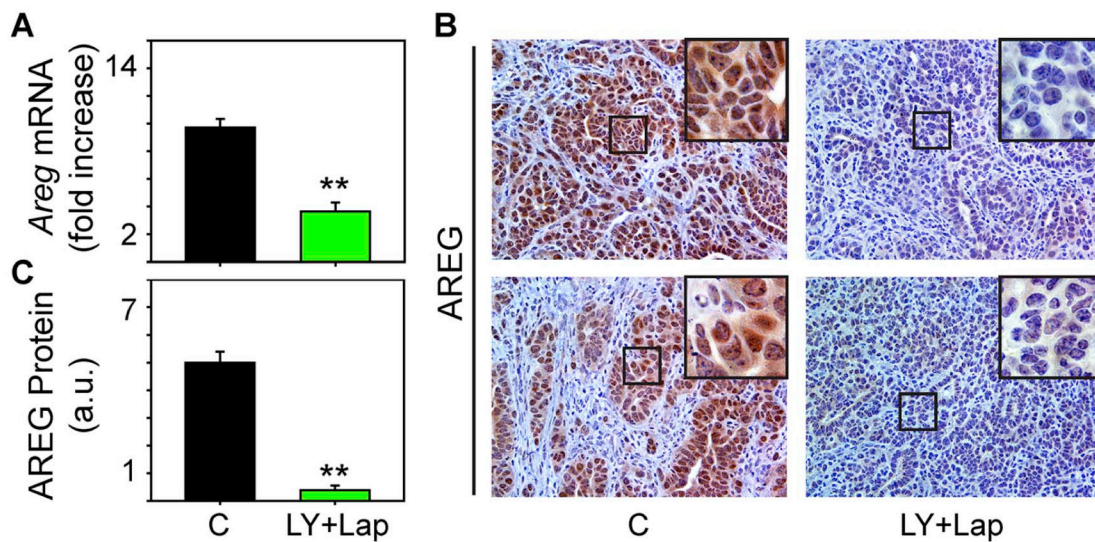 A
Areg mRNA
(fold increase)
14
2
**
C
AREG Protein
(a.u.)
7
1
**
C
LY+Lap
B
AREG
C
LY+Lap